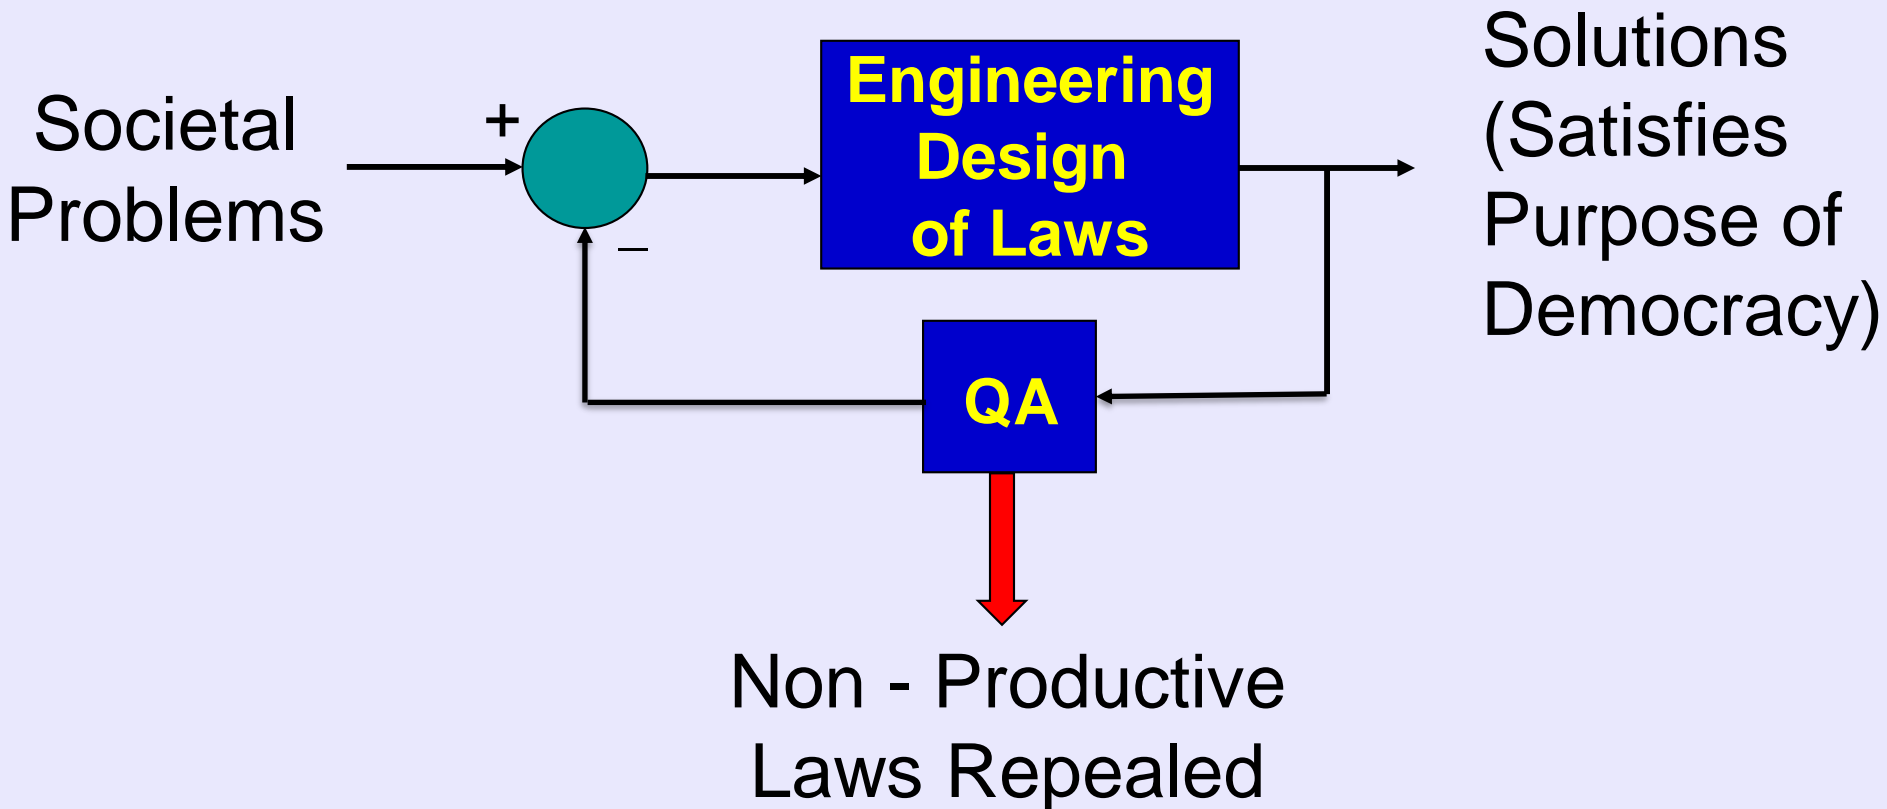 Societal
Problems
+
_
Engineering
Design
of Laws
Solutions
(Satisfies
Purpose of
Democracy)
QA
Non - Productive
Laws Repealed